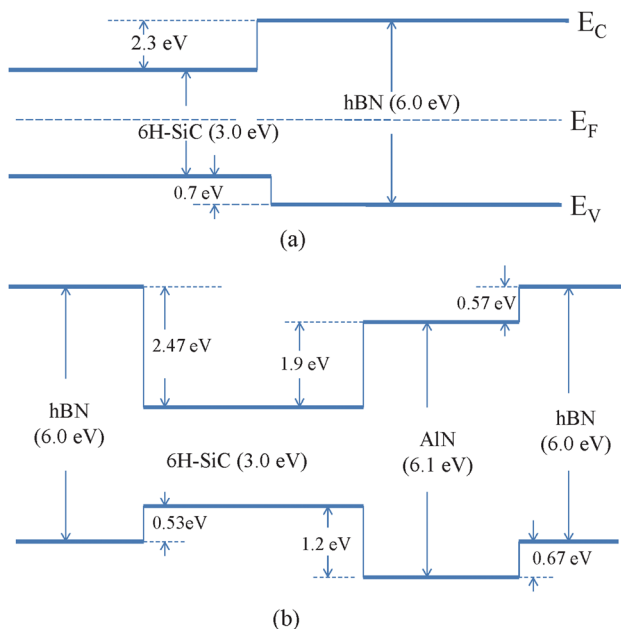 E_C
2.3 eV
hBN (6.0 eV)
E_F
6H-SiC (3.0 eV)
0.7 eV
E_V
(a)
0.57 eV
2.47 eV
1.9 eV
hBN
(6.0 eV)
AlN
(6.1 eV)
hBN
(6.0 eV)
6H-SiC (3.0 eV)
0.53eV
1.2 eV
0.67 eV
(b)